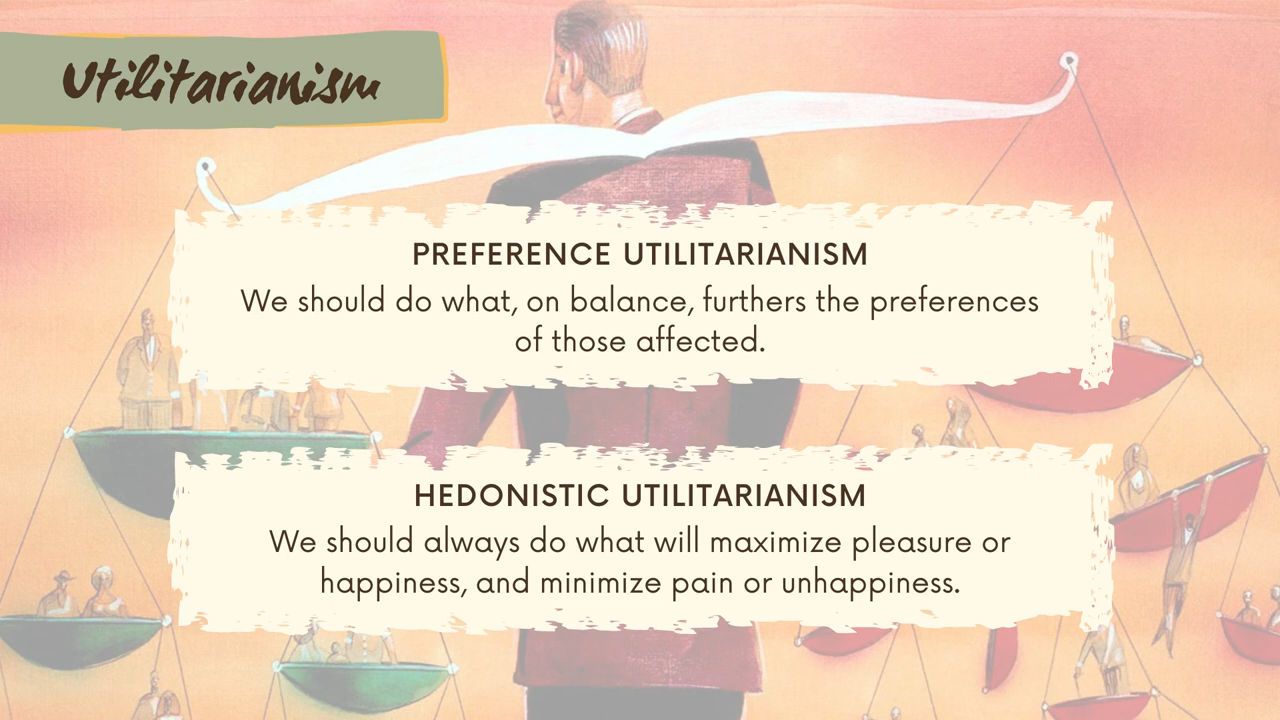 Utilitarianism
PREFERENCE UTILITARIANISM
We should do what, on balance, furthers the preferences
of those affected.
HEDONISTIC UTILITARIANISM
We should always do what will maximize pleasure or
happiness, and minimize pain or unhappiness.